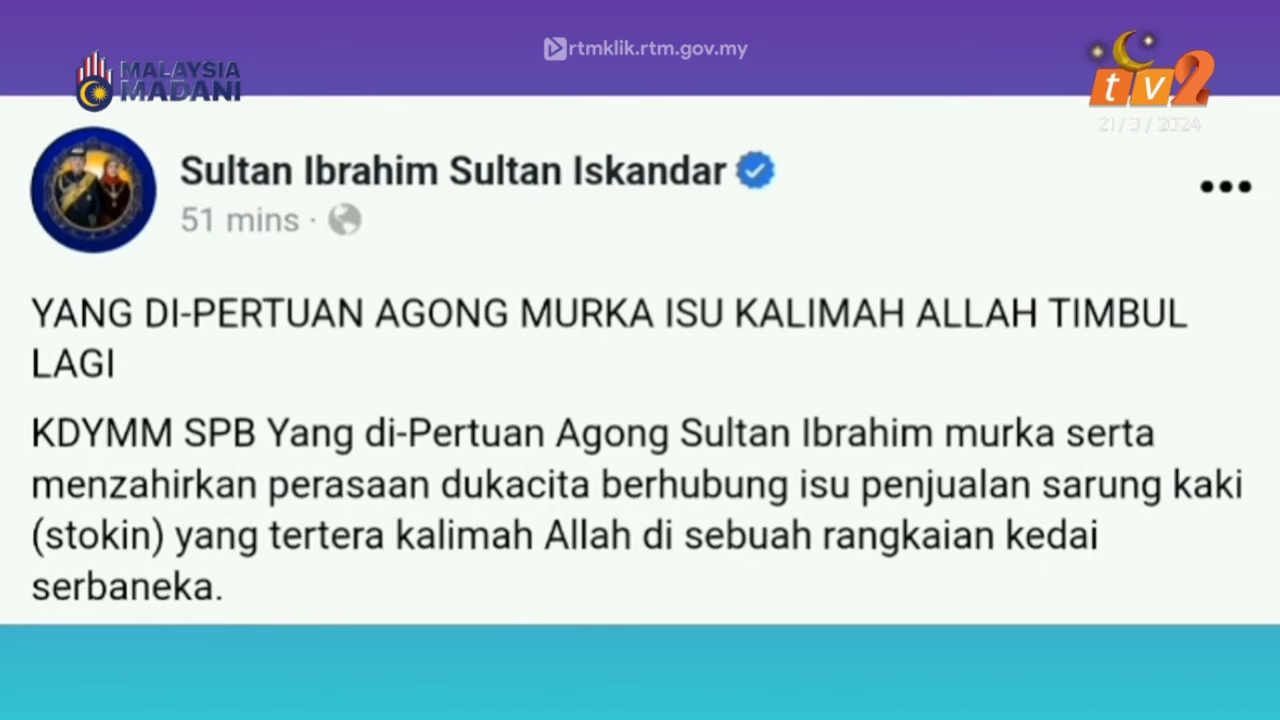 rtmklik.rtm.gov.my
MALAYSIA
MADANI
tv2
21/3/2024
Sultan Ibrahim Sultan Iskandar
51 mins ·
YANG DI-PERTUAN AGONG MURKA ISU KALIMAH ALLAH TIMBUL
LAGI
KDYMM SPB Yang di-Pertuan Agong Sultan Ibrahim murka serta
menzahirkan perasaan dukacita berhubung isu penjualan sarung kaki
(stokin) yang tertera kalimah Allah di sebuah rangkaian kedai
serbaneka.